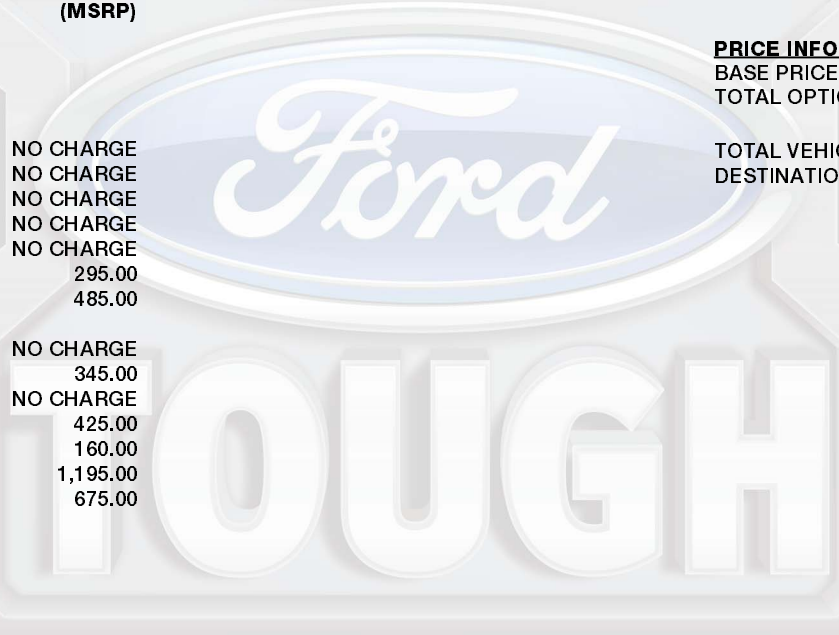 (MSRP)
NO CHARGE
NO CHARGE
NO CHARGE
NO CHARGE
NO CHARGE
295.00
485.00
NO CHARGE
345.00
NO CHARGE
425.00
160.00
1,195.00
675.00
PRICE INFO
BASE PRICE
TOTAL OPTIO
TOTAL VEHIC
DESTINATIO
Ford
TOUGH